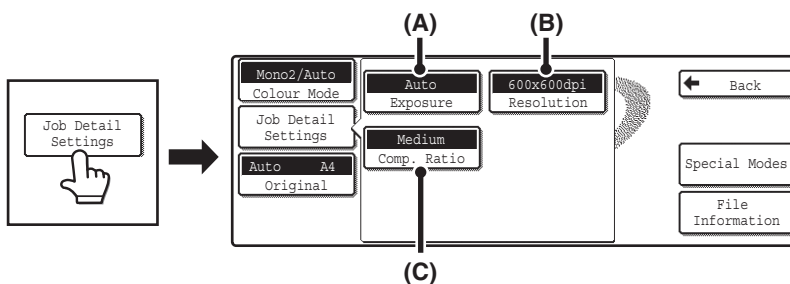 (A)
(B)
Job Detail
Settings
Mono2/Auto
Colour Mode
Job Detail
Settings
Auto A4
Original
Auto
Exposure
600x600dpi
Resolution
Medium
Comp. Ratio
Back
Special Modes
File
Information
(C)